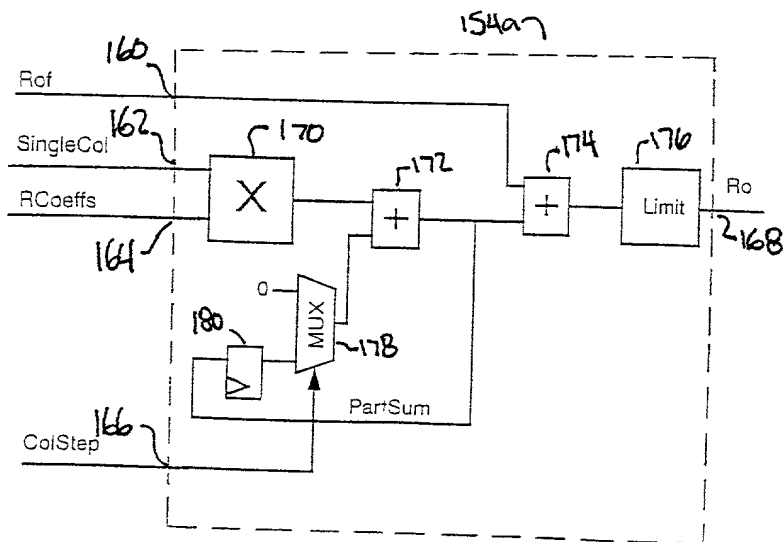 154a
160
Rof
162
170
SingleCol
172
174
176
X
+
+
Limit
Ro
RCoeffs
164
168
0
MUX
180
178
PartSum
166
ColStep